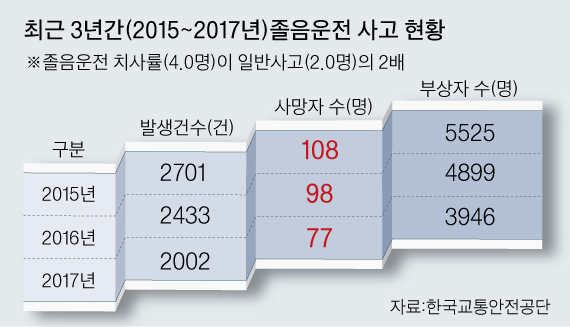 최근 3년간(2015~2017년)졸음운전 사고 현황
※졸음운전 치사률(4.0명)이 일반사고(2.0명)의 2배
구분 발생건수(건) 사망자 수(명) 부상자 수(명)
2015년 2701 108 5525
2016년 2433 98 4899
2017년 2002 77 3946
자료:한국교통안전공단